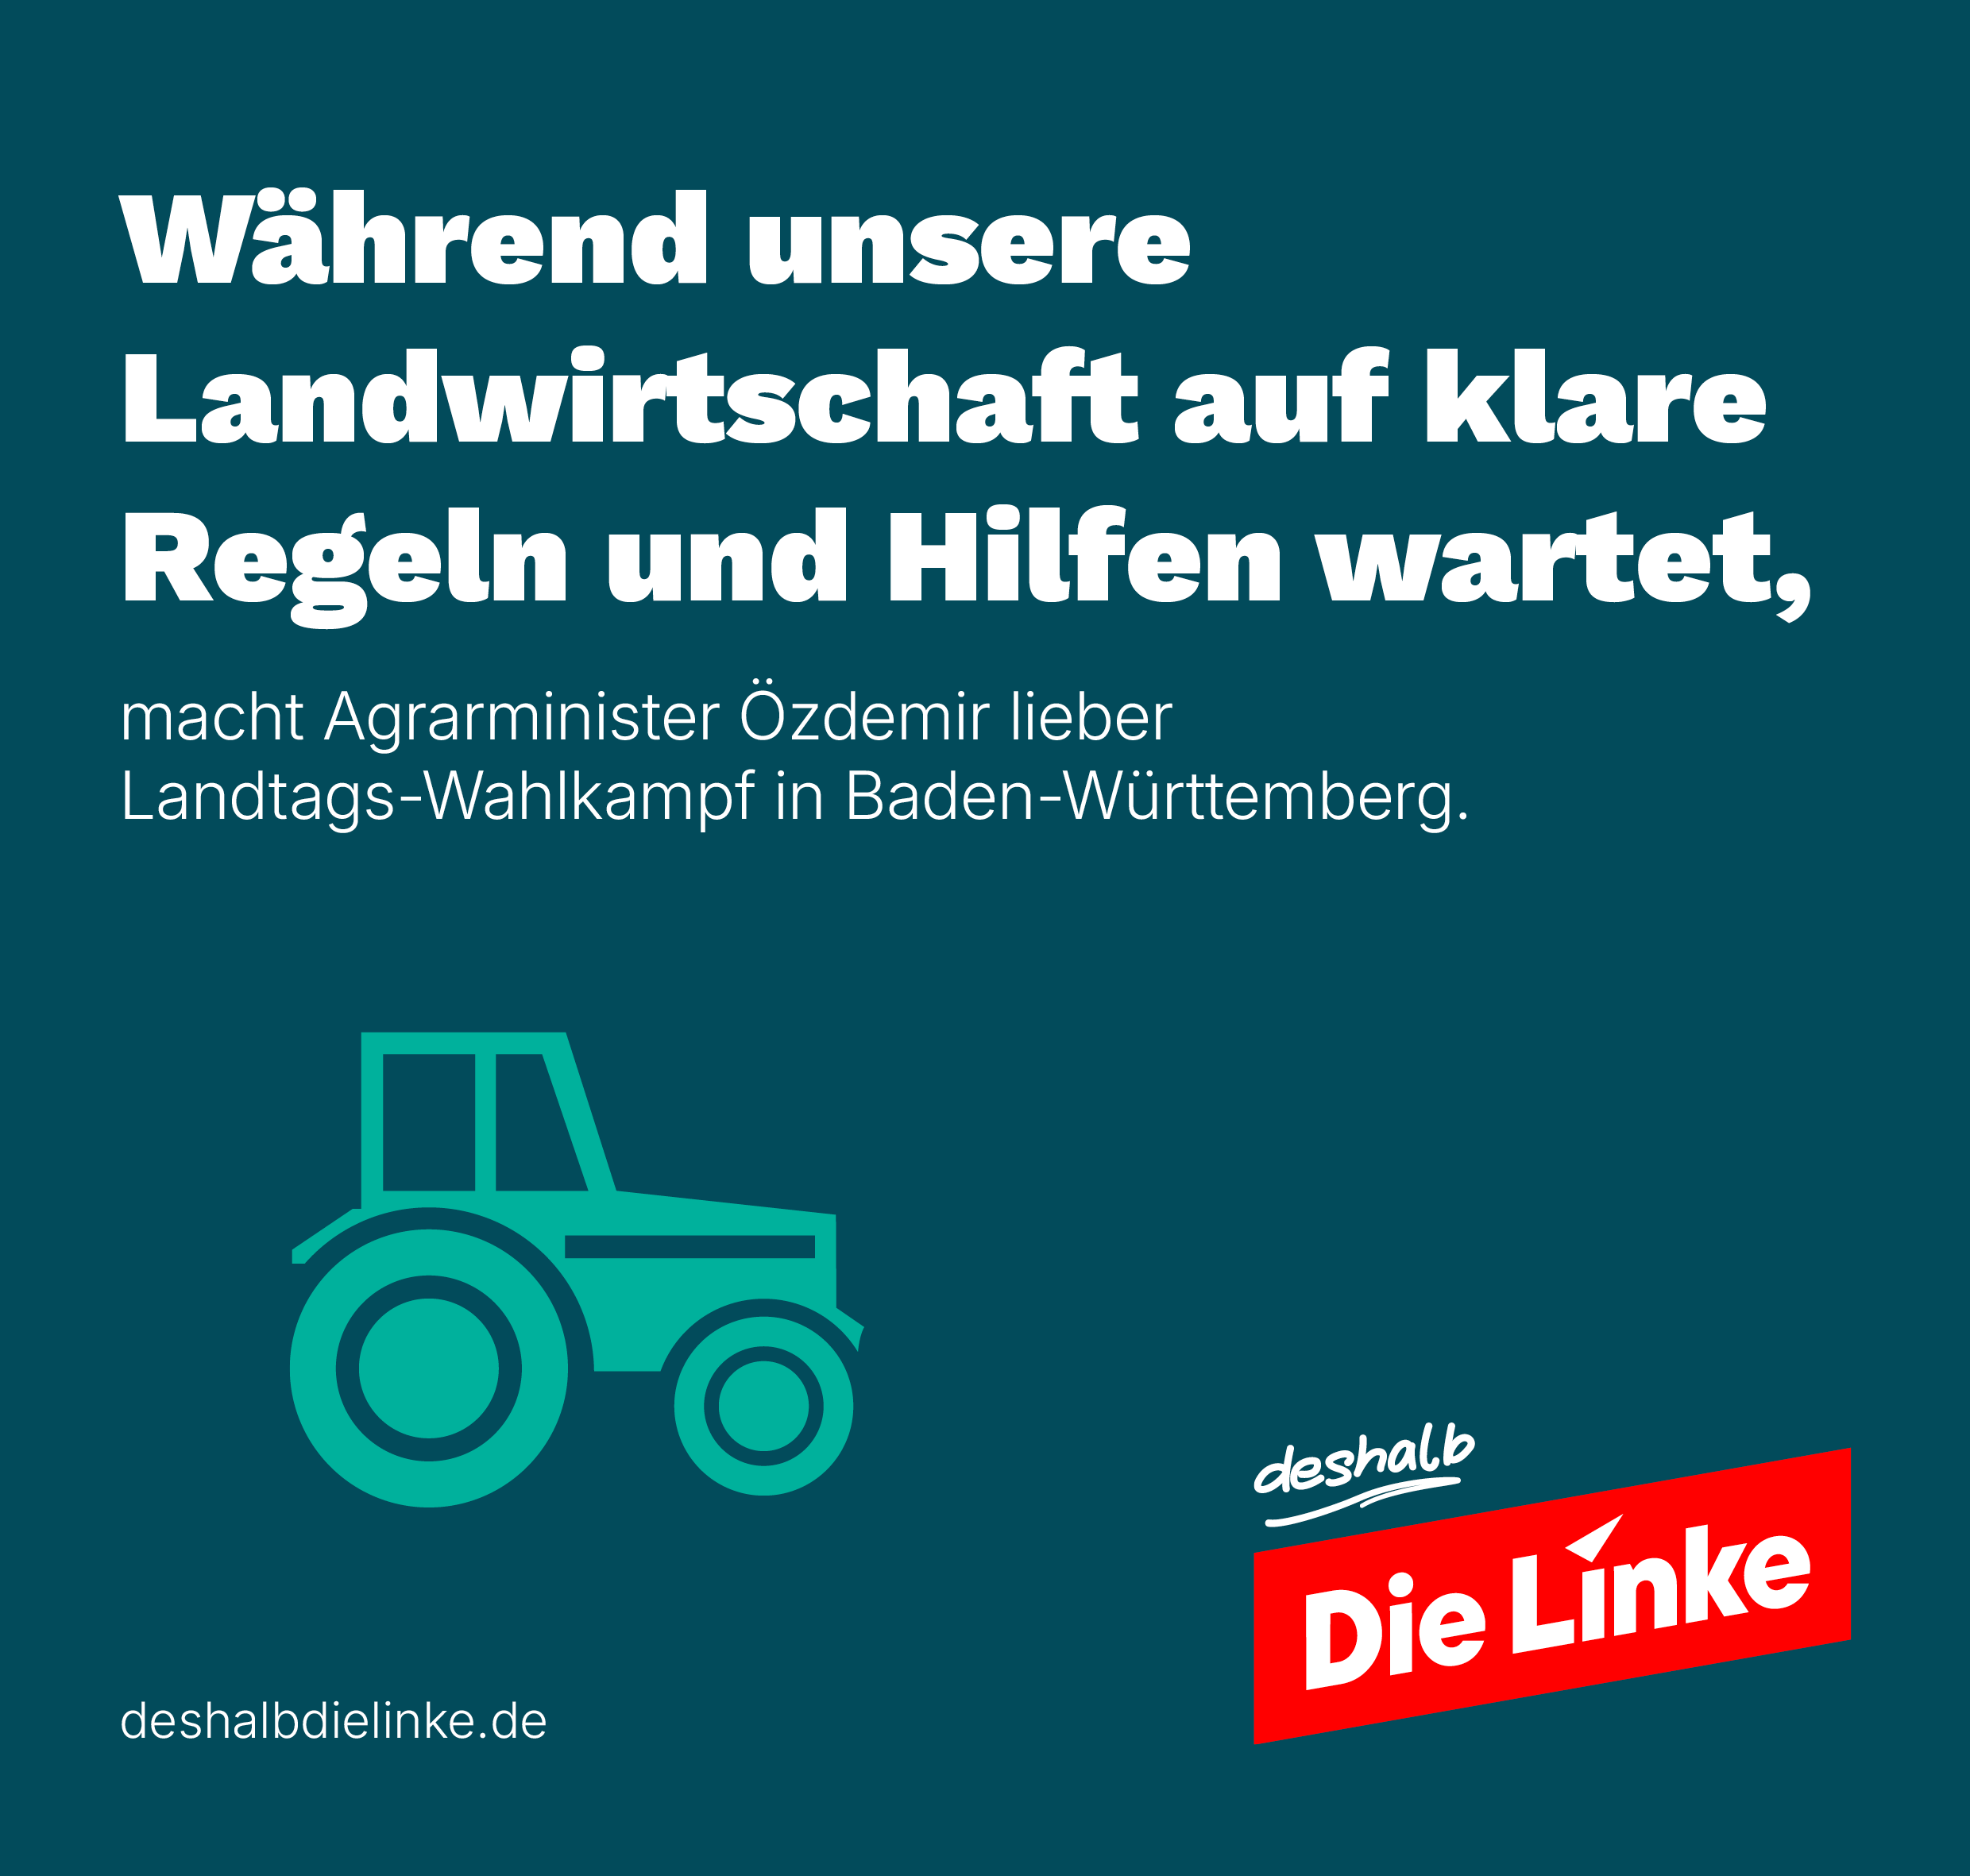 Während unsere
Landwirtschaft auf klare
Regeln und Hilfen wartet,
macht Agrarminister Özdemir lieber
Landtags-Wahlkampf in Baden-Württemberg.
deshalb
Die Linke
deshalbdielinke.de